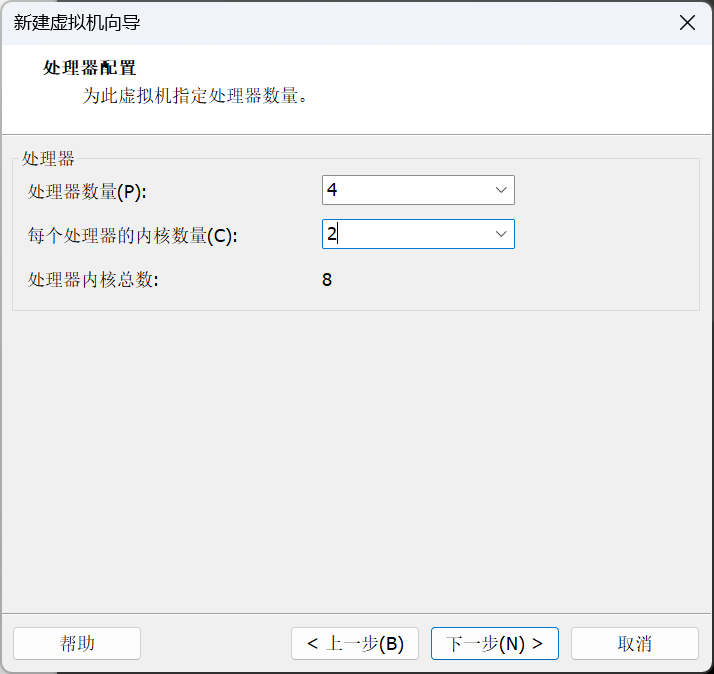 新建虚拟机向导
处理器配置
为此虚拟机指定处理器数量。
处理器
处理器数量(P): 4
每个处理器的内核数量(C): 2
处理器内核总数: 8
帮助 < 上一步(B) 下一步(N) > 取消